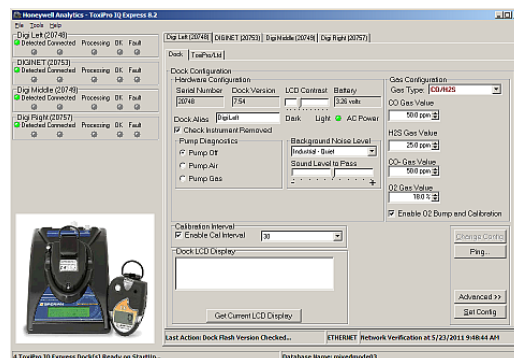 Honeywell Analytics - ToxiPro IQ Express 8.2
File Tools Help
Digi Left (20748)
Detected Connected Processing OK Fault
DIGINET (20753)
Detected Connected Processing OK Fault
Digi Middle (20749)
Detected Connected Processing OK Fault
Digi Right (20757)
Detected Connected Processing OK Fault
Digi Left (20748) DIGINET (20753) Digi Middle (20749) Digi Right (20757)
Dock ToxiPro/Ltd
Dock Configuration
Hardware Configuration
Serial Number Dock Version LCD Contrast Battery
20748 7.54 3.26 volts
Dock Alias DigiLeft Dark Light AC Power
Check Instrument Removed
Pump Diagnostics
Pump Off
Pump Air
Pump Gas
Background Noise Level
Industrial - Quiet
Sound Level to Pass
- +
Gas Configuration
Gas Type: CO/H2S
CO Gas Value
50.0 ppm
H2S Gas Value
25.0 ppm
CO- Gas Value
50.0 ppm
O2 Gas Value
18.0 %
Enable O2 Bump and Calibration
Calibration Interval
Enable Cal Interval 30
Dock LCD Display
Get Current LCD Display
Change Config
Ping...
Advanced >>
Set Config
Last Action: Dock Flash Version Checked... ETHERNET Network Verification at 5/23/2011 9:48:44 AM
4 ToxiPro IQ Express Dock(s) Ready on Startup... Database Name: mixedmode03